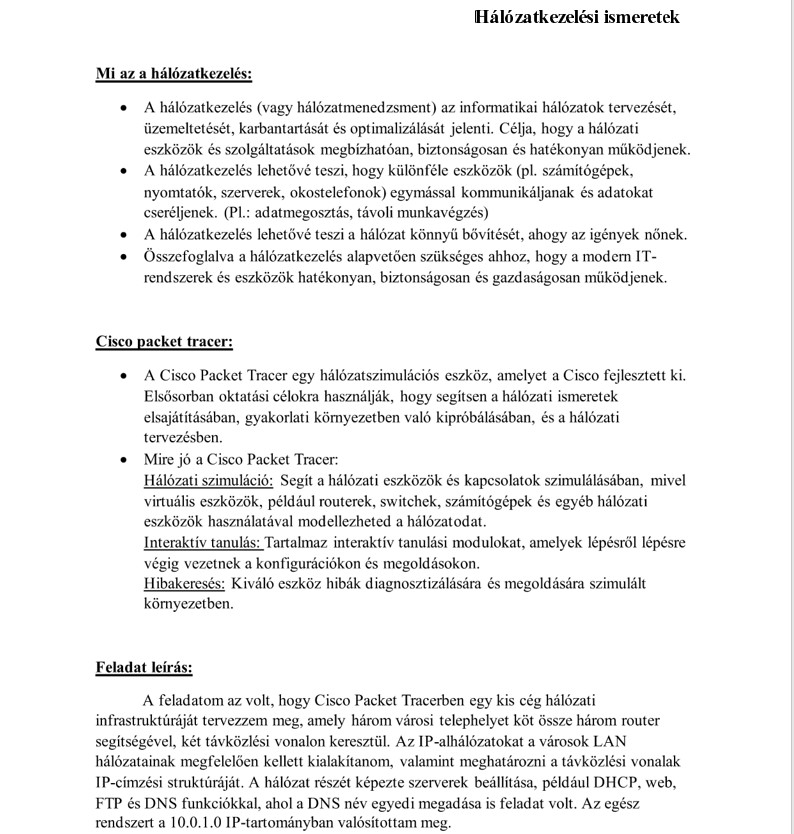 Hálózatkezelési ismeretek
Mi az a hálózatkezelés:
• A hálózatkezelés (vagy hálózatmenedzsment) az informatikai hálózatok tervezését,
üzemeltetését, karbantartását és optimalizálását jelenti. Célja, hogy a hálózati
eszközök és szolgáltatások megbízhatóan, biztonságosan és hatékonyan működjenek.
• A hálózatkezelés lehetővé teszi, hogy különféle eszközök (pl. számítógépek,
nyomtatók, szerverek, okostelefonok) egymással kommunikáljanak és adatokat
cseréljenek. (Pl.: adatmegosztás, távoli munkavégzés)
• A hálózatkezelés lehetővé teszi a hálózat könnyű bővítését, ahogy az igények nőnek.
• Összefoglalva a hálózatkezelés alapvetően szükséges ahhoz, hogy a modern IT-
rendszerek és eszközök hatékonyan, biztonságosan és gazdaságosan működjenek.
Cisco packet tracer:
• A Cisco Packet Tracer egy hálózatszimulációs eszköz, amelyet a Cisco fejlesztett ki.
Elsősorban oktatási célokra használják, hogy segítsen a hálózati ismeretek
elsajátításában, gyakorlati környezetben való kipróbálásában, és a hálózati
tervezésben.
• Mire jó a Cisco Packet Tracer:
Hálózati szimuláció: Segít a hálózati eszközök és kapcsolatok szimulálásában, mivel
virtuális eszközök, például routerek, switchek, számítógépek és egyéb hálózati
eszközök használatával modellezheted a hálózatodat.
Interaktív tanulás: Tartalmaz interaktív tanulási modulokat, amelyek lépésről lépésre
végig vezetnek a konfigurációkon és megoldásokon.
Hibakeresés: Kiváló eszköz hibák diagnosztizálására és megoldására szimulált
környezetben.
Feladat leírás:
A feladatom az volt, hogy Cisco Packet Tracerben egy kis cég hálózati
infrastruktúráját tervezzem meg, amely három városi telephelyet köt össze három router
segítségével, két távközlési vonalon keresztül. Az IP-alhálózatokat a városok LAN
hálózatainak megfelelően kellett kialakítanom, valamint meghatározni a távközlési vonalak
IP-címzési struktúráját. A hálózat részét képezte szerverek beállítása, például DHCP, web,
FTP és DNS funkciókkal, ahol a DNS név egyedi megadása is feladat volt. Az egész
rendszert a 10.0.1.0 IP-tartományban valósítottam meg.